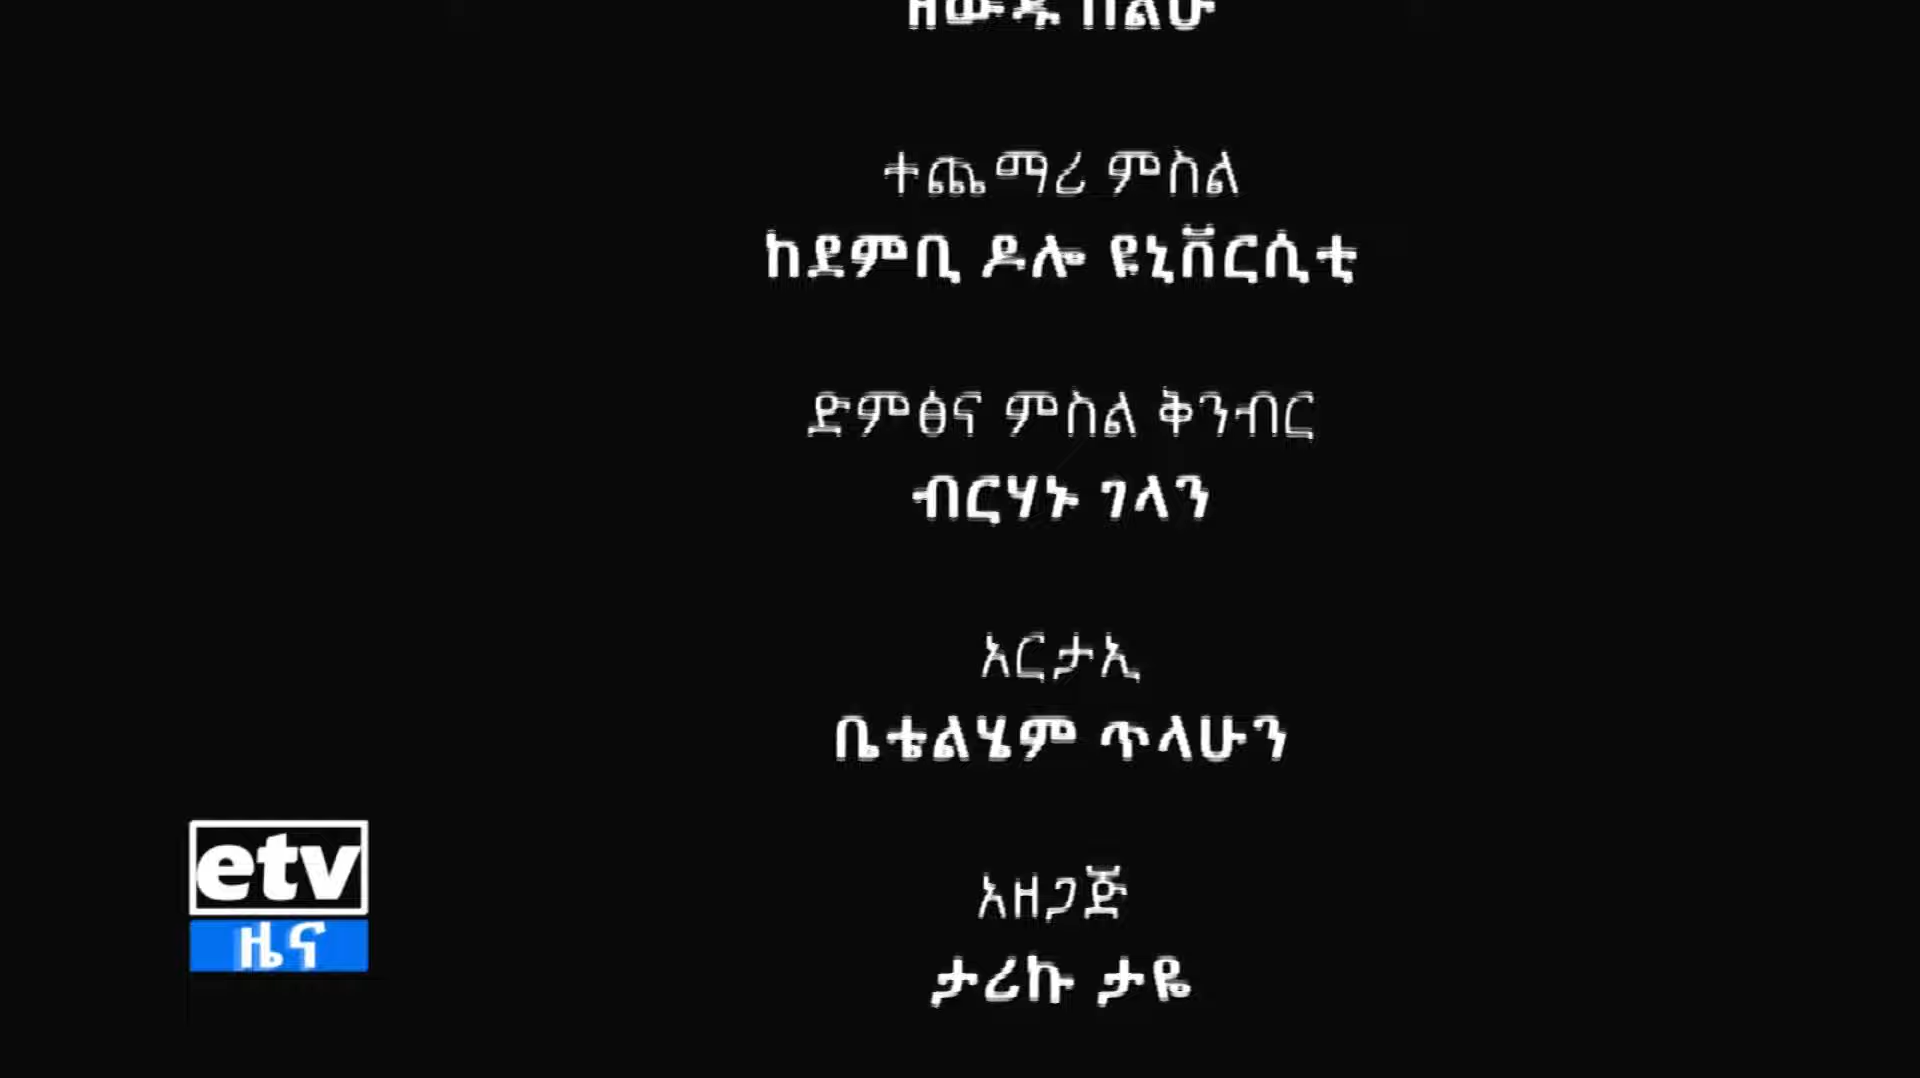 ተጨማሪ ምስል
ከደምቢ ዶሎ ዩኒቨርሲቲ
ድምፅና ምስል ቅንብር
ብርሃኑ ገላን
አርታኢ
ቤቴልሄም ጥላሁን
አዘጋጅ
ታሪኩ ታዬ
etv
ዜና